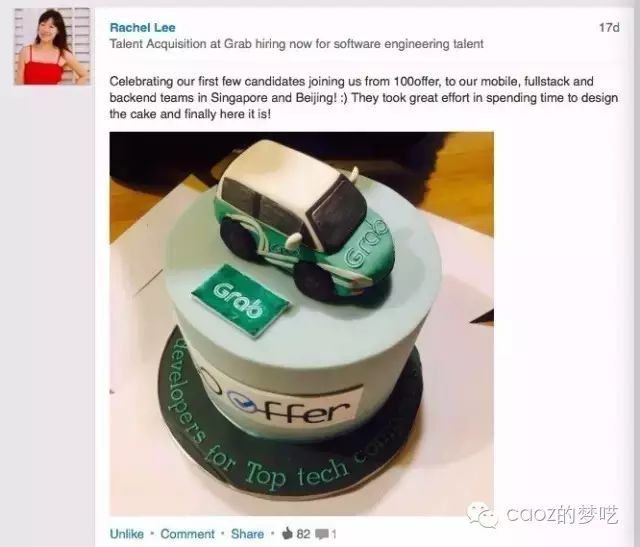 Rachel Lee
17d
Talent Acquisition at Grab hiring now for software engineering talent
Celebrating our first few candidates joining us from 100offer, to our mobile, fullstack and
backend teams in Singapore and Beijing! :) They took great effort in spending time to design
the cake and finally here it is!
Grab
Grab
offer
developers for Top tech
Unlike · Comment · Share · 82 1
caoz的梦呓